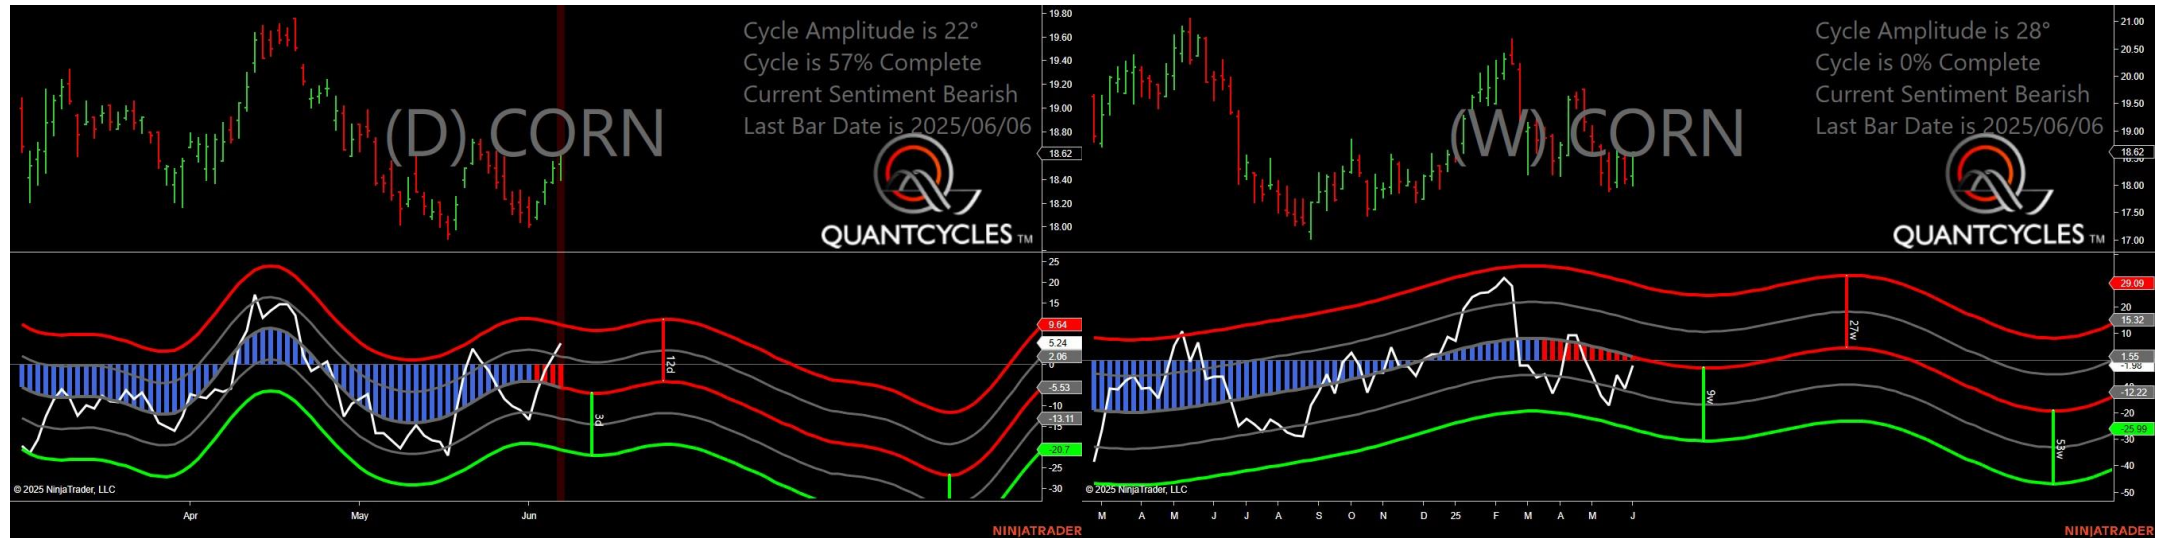 Cycle Amplitude is 22°
Cycle is 57% Complete
Current Sentiment Bearish
Last Bar Date is 2025/06/06
(D) CORN
QUANTCYCLES TM
19.80
19.60
19.40
19.20
19.00
18.80
18.62
18.40
18.20
18.00
25
20
15
9.64
5.24
2.06
0
-5.53
-10
-13.11
-15
-20.7
-25
-30
12d
3d
© 2025 NinjaTrader, LLC
Apr May Jun
NINJATRADER
Cycle Amplitude is 28°
Cycle is 0% Complete
Current Sentiment Bearish
Last Bar Date is 2025/06/06
(W) CORN
QUANTCYCLES TM
21.00
20.50
20.00
19.50
19.00
18.62
18.50
18.00
17.50
17.00
29.09
20
15.32
10
1.55
-1.98
-12.22
-20
-25.99
-30
-40
-50
27w
9w
53w
© 2025 NinjaTrader, LLC
M A M J J A S O N D 25 F M A M J
NINJATRADER